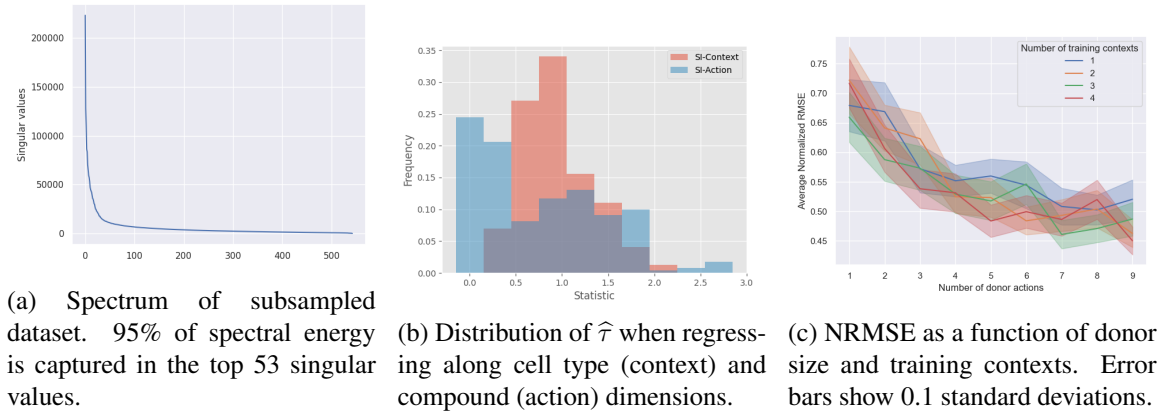 200000
150000
100000
50000
0
Singular values
0 100 200 300 400 500
(a) Spectrum of subsampled
dataset. 95% of spectral energy
is captured in the top 53 singular
values.
SI-Context
SI-Action
0.35
0.30
0.25
0.20
0.15
0.10
0.05
0.00
Frequency
0.0 0.5 1.0 1.5 2.0 2.5 3.0
Statistic
(b) Distribution of τ̂ when regress-
ing along cell type (context) and
compound (action) dimensions.
Number of training contexts
1
2
3
4
0.75
0.70
0.65
0.60
0.55
0.50
0.45
Average Normalized RMSE
1 2 3 4 5 6 7 8 9
Number of donor actions
(c) NRMSE as a function of donor
size and training contexts. Error
bars show 0.1 standard deviations.